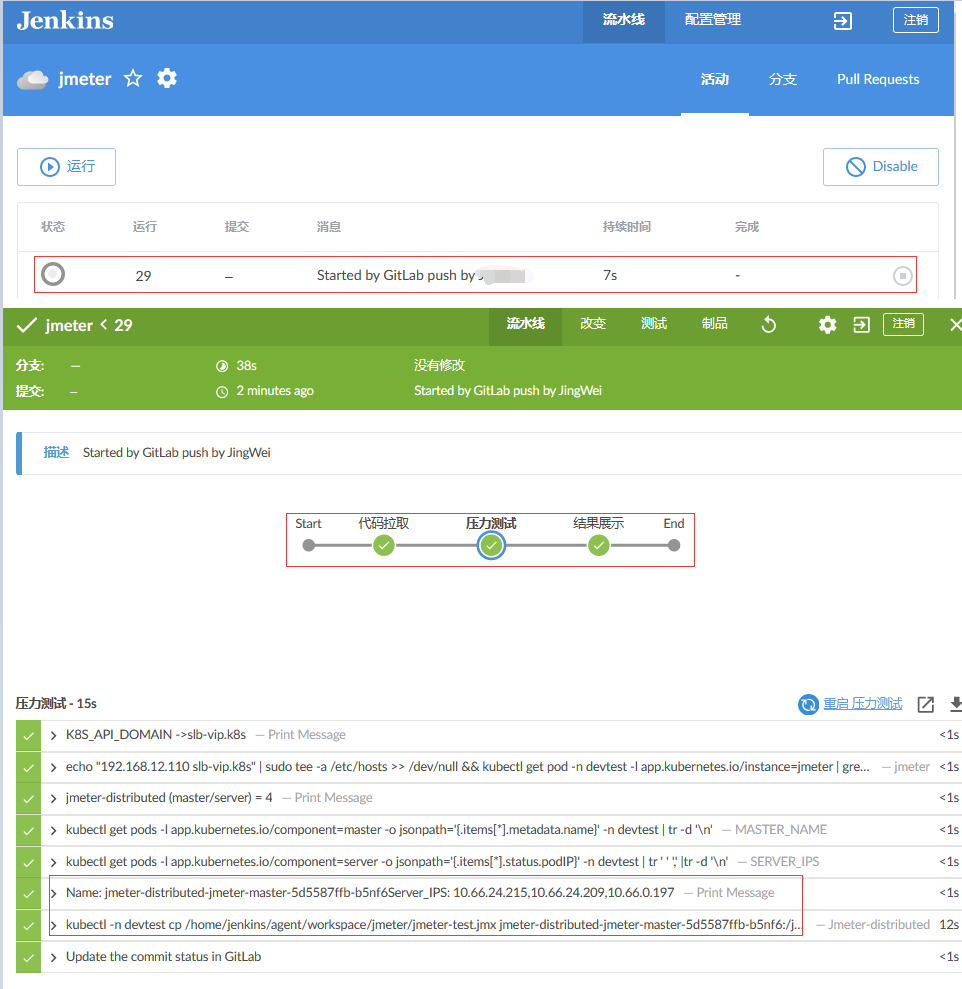 Jenkins 流水线 配置管理 注销
jmeter 活动 分支 Pull Requests
运行 Disable
状态 运行 提交 消息 持续时间 完成
29 – Started by GitLab push by 7s -
jmeter < 29 流水线 改变 测试 制品 注销
分支: — 38s 没有修改
提交: – 2 minutes ago Started by GitLab push by JingWei
描述 Started by GitLab push by JingWei
Start 代码拉取 压力测试 结果展示 End
压力测试 - 15s 重启 压力测试
K8S_API_DOMAIN ->slb-vip.k8s — Print Message <1s
echo "192.168.12.110 slb-vip.k8s" | sudo tee -a /etc/hosts >> /dev/null && kubectl get pod -n devtest -l app.kubernetes.io/instance=jmeter | gre... — jmeter <1s
jmeter-distributed (master/server) = 4 — Print Message <1s
kubectl get pods -l app.kubernetes.io/component=master -o jsonpath='{.items[*].metadata.name}' -n devtest | tr -d '\n' — MASTER_NAME <1s
kubectl get pods -l app.kubernetes.io/component=server -o jsonpath='{.items[*].status.podIP}' -n devtest | tr ' ' ',' |tr -d '\n' — SERVER_IPS <1s
Name: jmeter-distributed-jmeter-master-5d5587ffb-b5nf6Server_IPS: 10.66.24.215,10.66.24.209,10.66.0.197 — Print Message <1s
kubectl -n devtest cp /home/jenkins/agent/workspace/jmeter/jmeter-test.jmx jmeter-distributed-jmeter-master-5d5587ffb-b5nf6:/j... — Jmeter-distributed 12s
Update the commit status in GitLab <1s